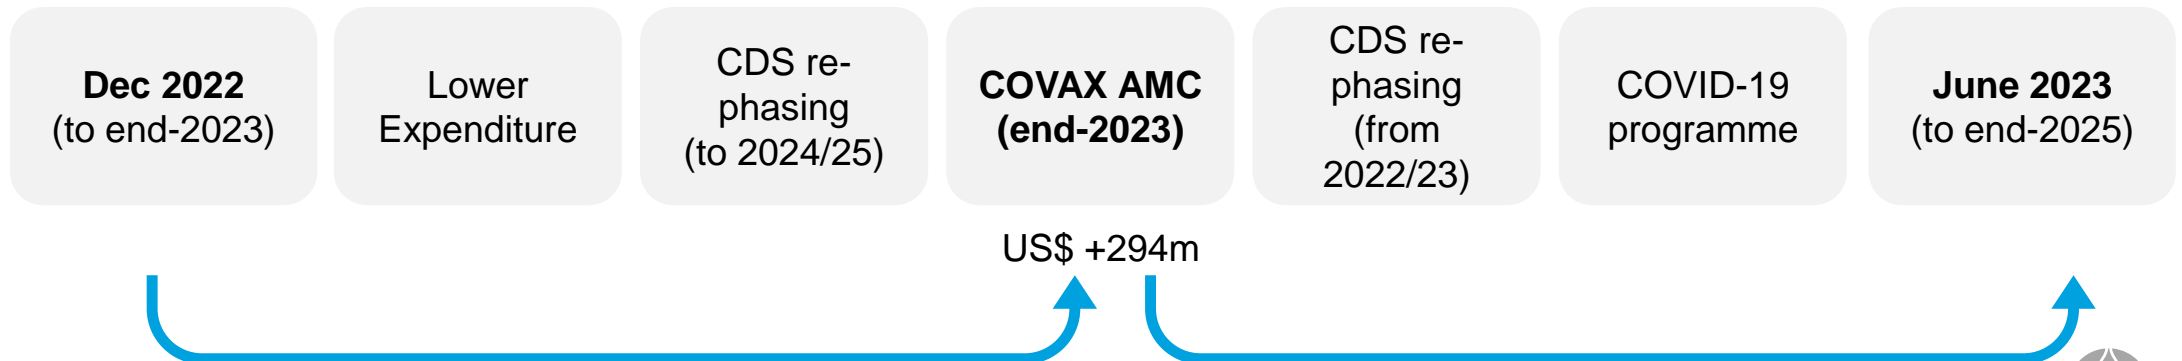 Dec 2022
(to end-2023)
Lower
Expenditure
CDS re-
phasing
(to 2024/25)
COVAX AMC
(end-2023)
CDS re-
phasing
(from
2022/23)
COVID-19
programme
June 2023
(to end-2025)
US$ +294m